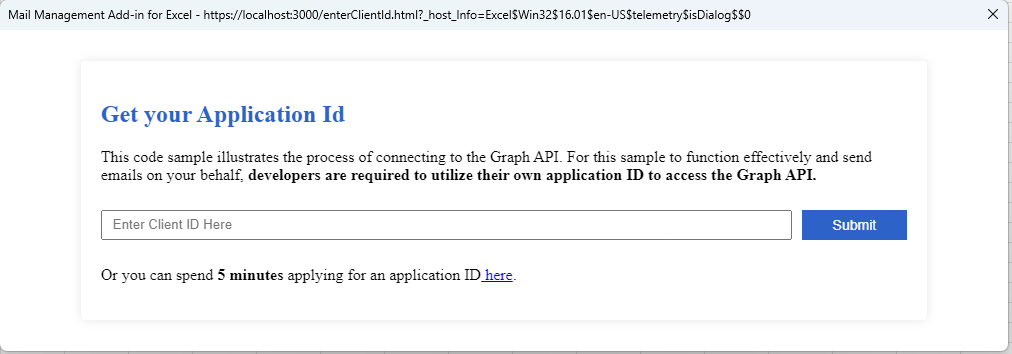 Mail Management Add-in for Excel - https://localhost:3000/enterClientId.html?_host_Info=Excel$Win32$16.01$en-US$telemetry$isDialog$$0
Get your Application Id
This code sample illustrates the process of connecting to the Graph API. For this sample to function effectively and send
emails on your behalf, developers are required to utilize their own application ID to access the Graph API.
Enter Client ID Here
Submit
Or you can spend 5 minutes applying for an application ID here.